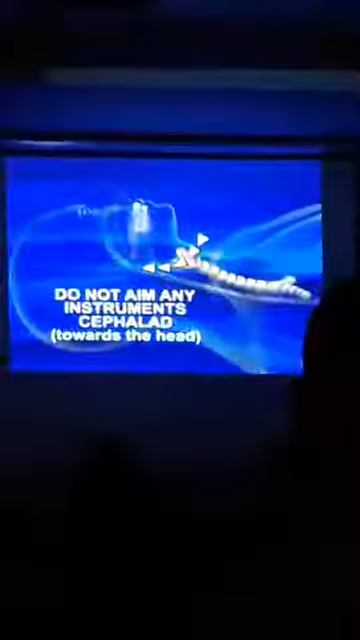 DO NOT AIM ANY
INSTRUMENTS
CEPHALAD
(towards the head)